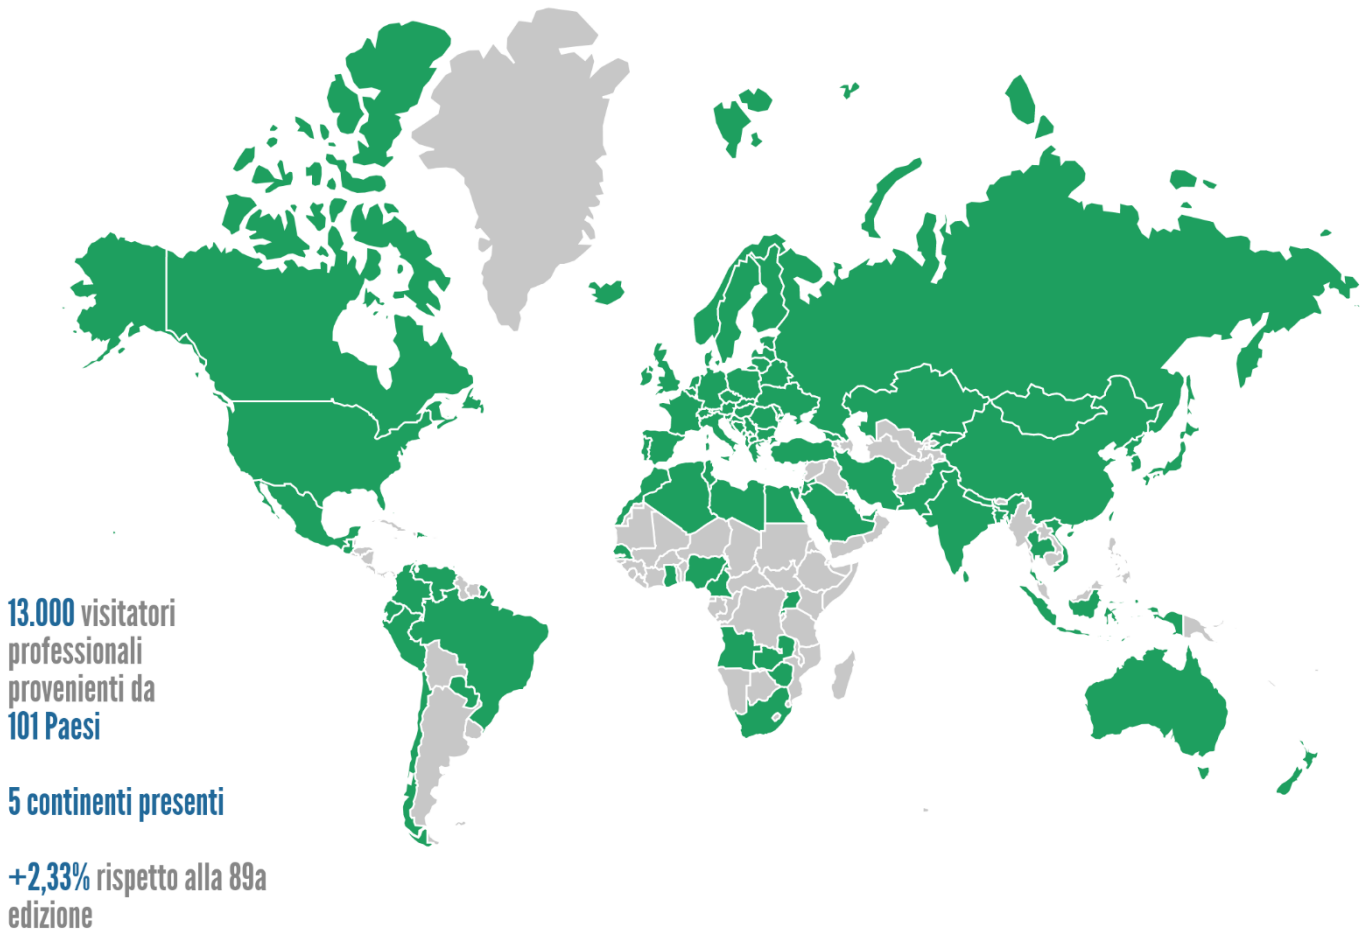 13.000 visitatori
professionali
provenienti da
101 Paesi
5 continenti presenti
+2,33% rispetto alla 89a
edizione